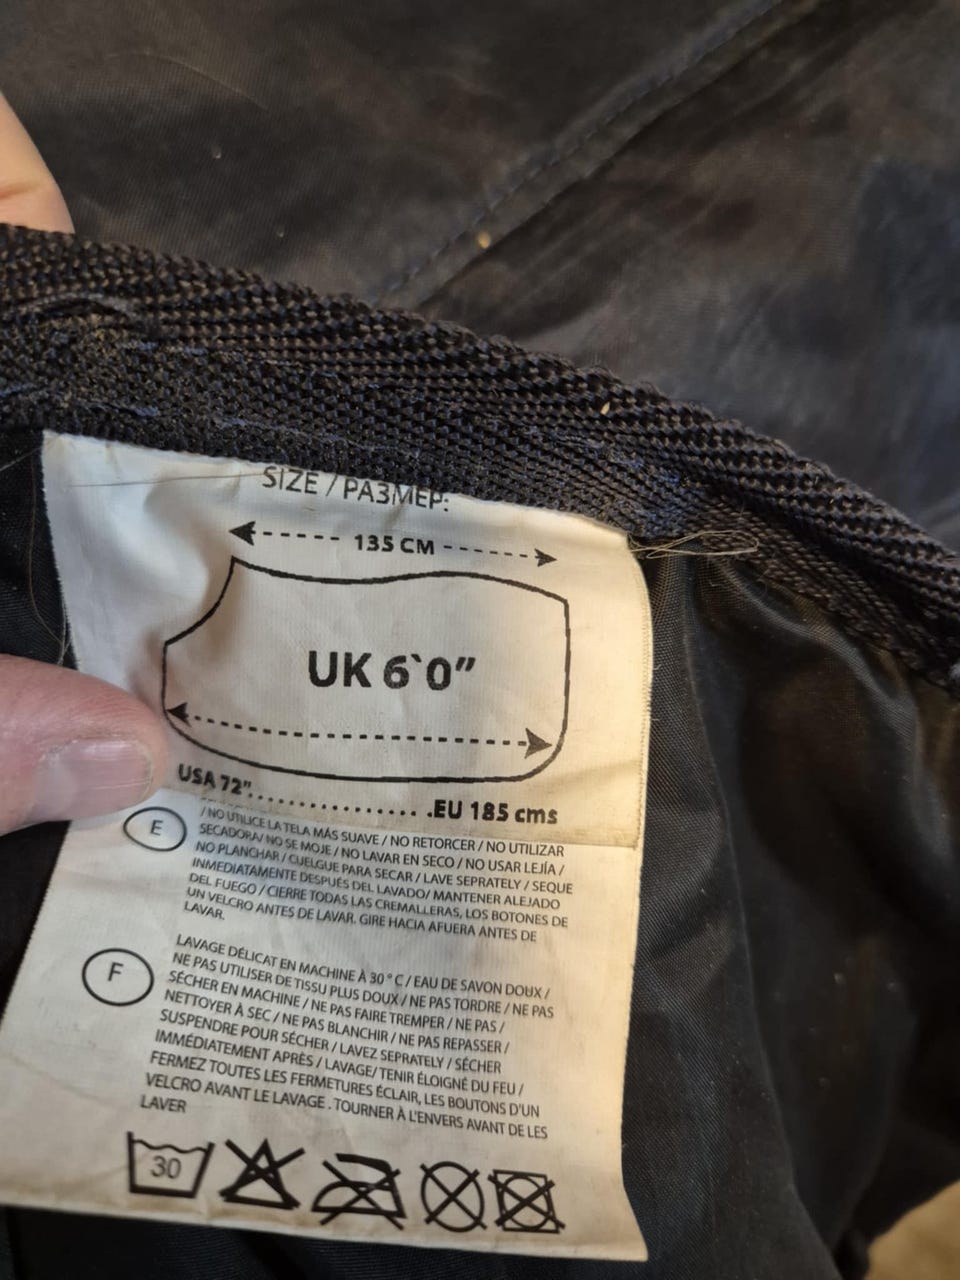 SIZE / РАЗМЕР:
135 CM
UK 6`0”
USA 72”...........................EU 185 cms
E
/ NO UTILICE LA TELA MÁS SUAVE / NO RETORCER / NO UTILIZAR
SECADORA/ NO SE MOJE / NO LAVAR EN SECO / NO USAR LEJÍA /
NO PLANCHAR / CUELGUE PARA SECAR / LAVE SEPRATELY / SEQUE
INMEDIATAMENTE DESPUÉS DEL LAVADO/ MANTENER ALEJADO
DEL FUEGO / CIERRE TODAS LAS CREMALLERAS, LOS BOTONES DE
UN VELCRO ANTES DE LAVAR. GIRE HACIA AFUERA ANTES DE
LAVAR.
F
LAVAGE DÉLICAT EN MACHINE À 30 ° C / EAU DE SAVON DOUX /
NE PAS UTILISER DE TISSU PLUS DOUX / NE PAS TORDRE / NE PAS
SÉCHER EN MACHINE / NE PAS FAIRE TREMPER / NE PAS /
NETTOYER À SEC / NE PAS BLANCHIR / NE PAS REPASSER /
SUSPENDRE POUR SÉCHER / LAVEZ SEPRATELY / SÉCHER
IMMÉDIATEMENT APRÈS / LAVAGE/ TENIR ÉLOIGNÉ DU FEU /
FERMEZ TOUTES LES FERMETURES ÉCLAIR, LES BOUTONS D'UN
VELCRO AVANT LE LAVAGE . TOURNER À L'ENVERS AVANT DE LES
LAVER
30